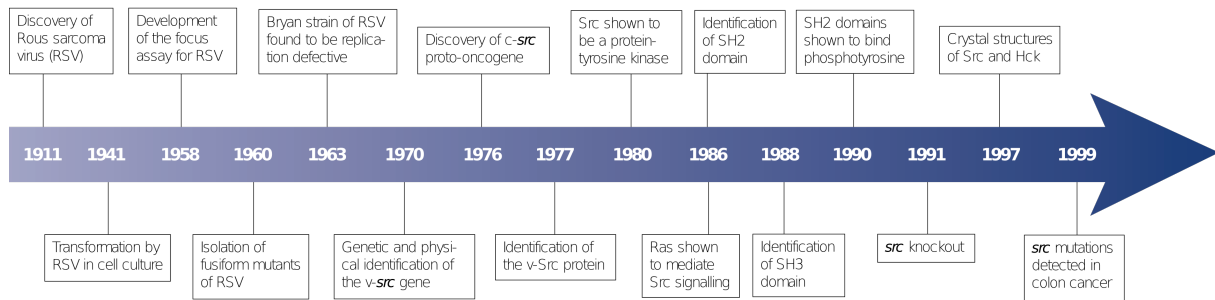 Discovery of
Rous sarcoma
virus (RSV)
Development
of the focus
assay for RSV
Bryan strain of RSV
found to be replica-
tion defective
Discovery of c-src
proto-oncogene
Src shown to
be a protein-
tyrosine kinase
Identification
of SH2
domain
SH2 domains
shown to bind
phosphotyrosine
Crystal structures
of Src and Hck
1911 1941 1958 1960 1963 1970 1976 1977 1980 1986 1988 1990 1991 1997 1999
Transformation by
RSV in cell culture
Isolation of
fusiform mutants
of RSV
Genetic and physi-
cal identification of
the v-src gene
Identification of
the v-Src protein
Ras shown
to mediate
Src signalling
Identification
of SH3
domain
src knockout
src mutations
detected in
colon cancer